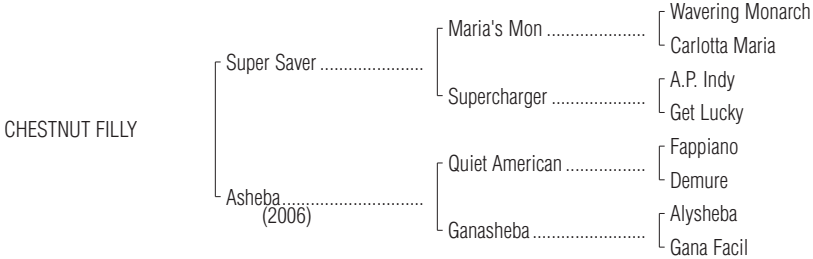 Wavering Monarch
Maria's Mon .....................
Carlotta Maria
Super Saver ......................
A.P. Indy
Supercharger ....................
Get Lucky
CHESTNUT FILLY
Fappiano
Quiet American .................
Demure
Asheba..............................
(2006)
Alysheba
Ganasheba ........................
Gana Facil